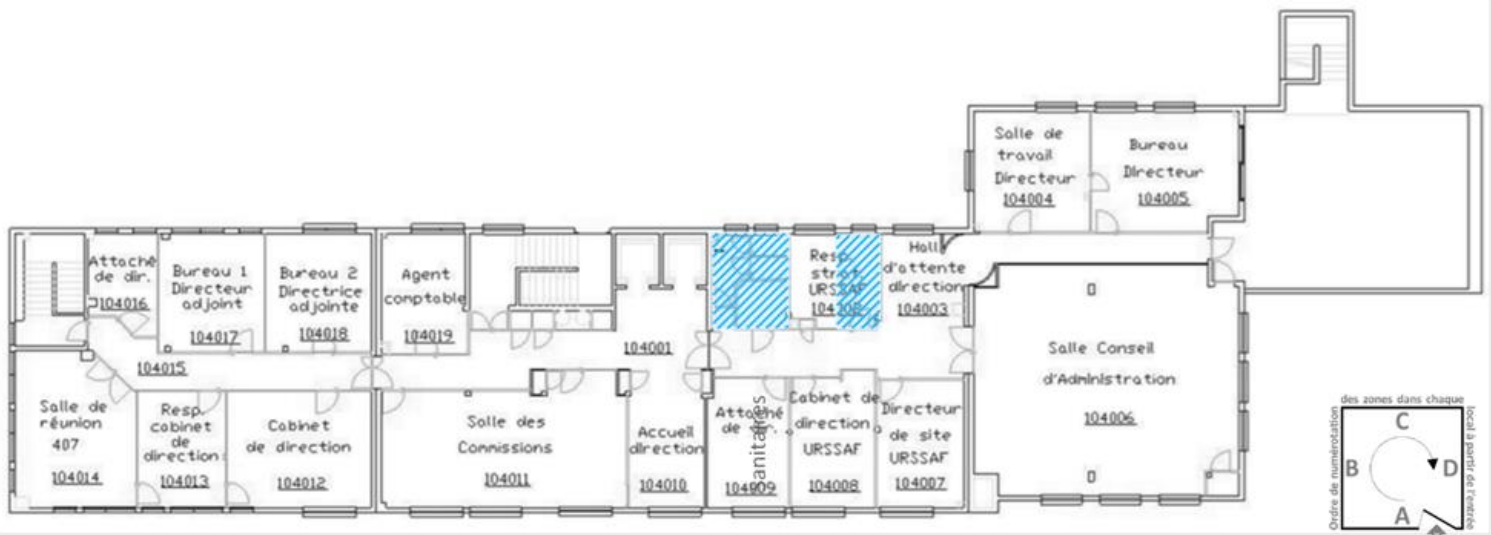 Salle de
travail
Directeur
104004
Bureau
Directeur
104005
Attaché
de dir.
104016
Bureau 1
Directeur
adjoint
104017
Bureau 2
Directrice
adjointe
104018
Agent
comptable
104019
104001
Resp.
strat.
URSSAF
Hall
d'attente
direction
104003
104015
Salle de
réunion
407
104014
Resp.
cabinet
de
direction
104013
Cabinet
de direction
104012
Salle des
Commissions
104011
Accueil
direction
104010
Attaché
de
104009
Sanitaires
Cabinet de
direction
URSSAF
104008
Directeur
de site
URSSAF
104007
Salle Conseil
d'Administration
104006
Ordre de numérotation
des zones dans chaque
local à partir de l'entrée
A
B
C
D